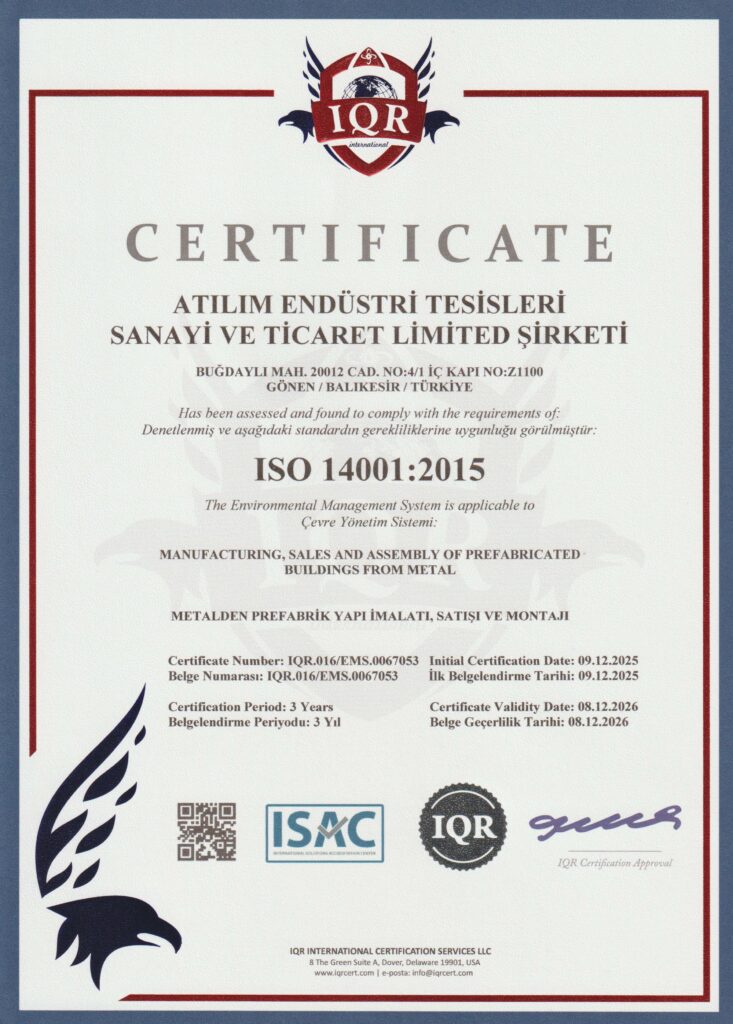 IQR
international
CERTIFICATE
ATILIM ENDÜSTRİ TESİSLERİ
SANAYİ VE TİCARET LİMİTED ŞİRKETİ
BUĞDAYLI MAH. 20012 CAD. NO:4/1 İÇ KAPI NO:Z1100
GÖNEN / BALIKESİR / TÜRKİYE
Has been assessed and found to comply with the requirements of:
Denetlenmiş ve aşağıdaki standardın gerekliliklerine uygunluğu görülmüştür:
ISO 14001:2015
The Environmental Management System is applicable to
Çevre Yönetim Sistemi:
MANUFACTURING, SALES AND ASSEMBLY OF PREFABRICATED
BUILDINGS FROM METAL
METALDEN PREFABRİK YAPI İMALATI, SATIŞI VE MONTAJI
Certificate Number: IQR.016/EMS.0067053 Initial Certification Date: 09.12.2025
Belge Numarası: IQR.016/EMS.0067053 İlk Belgelendirme Tarihi: 09.12.2025
Certification Period: 3 Years Certificate Validity Date: 08.12.2026
Belgelendirme Periyodu: 3 Yıl Belge Geçerlilik Tarihi: 08.12.2026
ISAC
IQR
IQR Certification Approval
IQR INTERNATIONAL CERTIFICATION SERVICES LLC
8 The Green Suite A, Dover, Delaware 19901, USA
www.iqrcert.com | e-posta: info@iqrcert.com